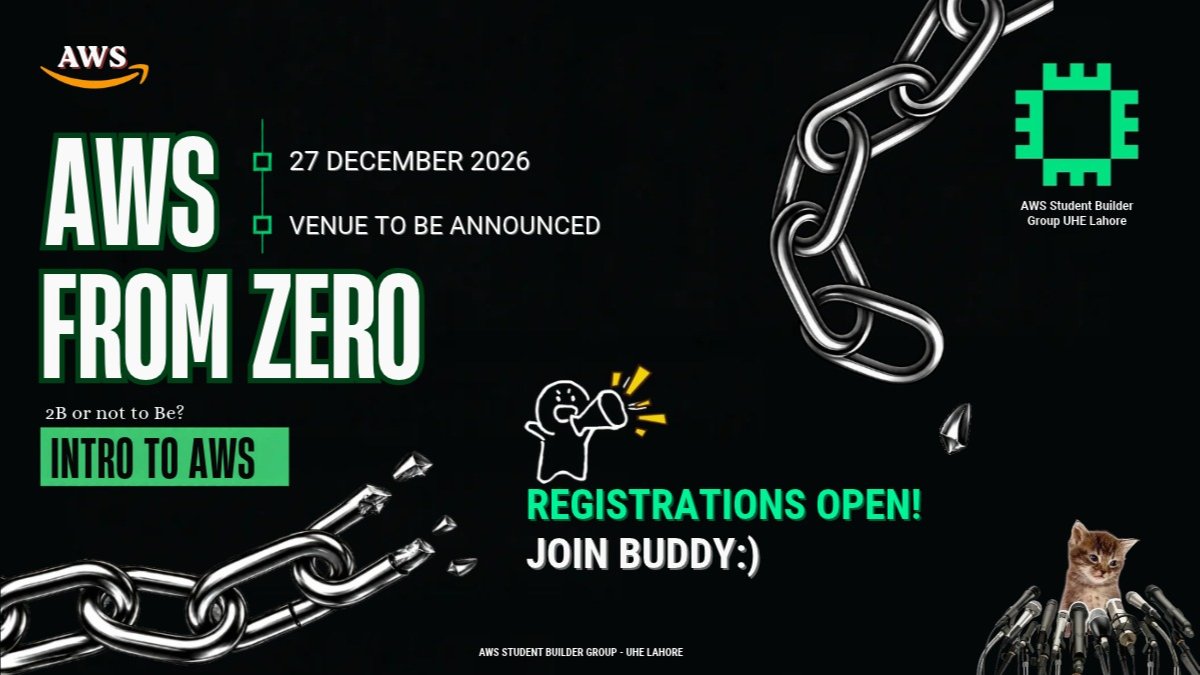 AWS
AWS
FROM ZERO
27 DECEMBER 2026
VENUE TO BE ANNOUNCED
AWS Student Builder
Group UHE Lahore
2B or not to Be?
INTRO TO AWS
REGISTRATIONS OPEN!
JOIN BUDDY:)
AWS STUDENT BUILDER GROUP - UHE LAHORE